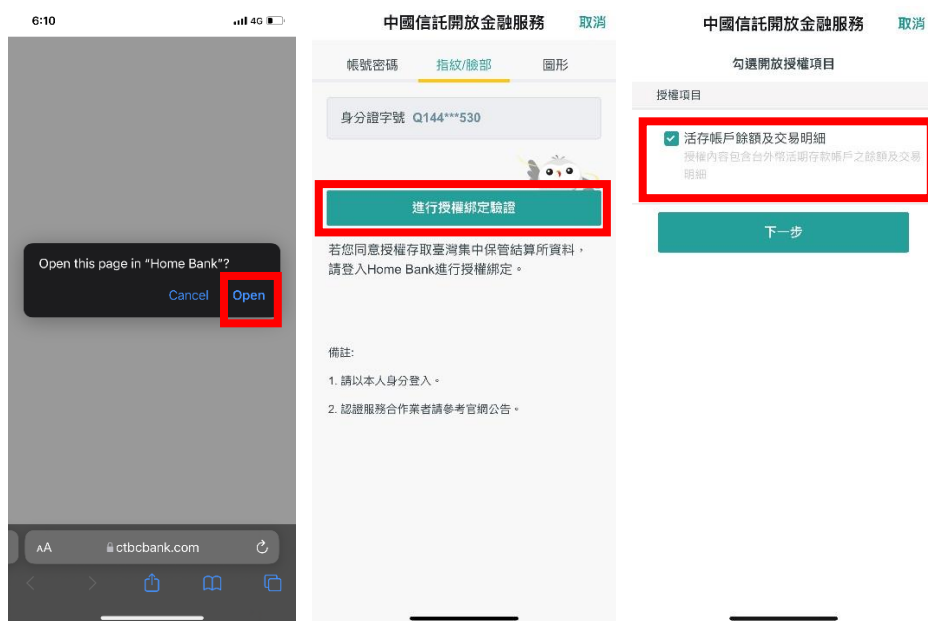 6:10
4G
Open this page in “Home Bank”?
Cancel
Open
AA
ctbcbank.com
中國信託開放金融服務
取消
帳號密碼
指紋/臉部
圖形
身分證字號 Q144***530
進行授權綁定驗證
若您同意授權存取臺灣集中保管結算所資料，
請登入Home Bank進行授權綁定。
備註:
1. 請以本人身分登入。
2. 認證服務合作業者請參考官網公告。
中國信託開放金融服務
取消
勾選開放授權項目
授權項目
活存帳戶餘額及交易明細
授權內容包含台外幣活期存款帳戶之餘額及交易
明細
下一步